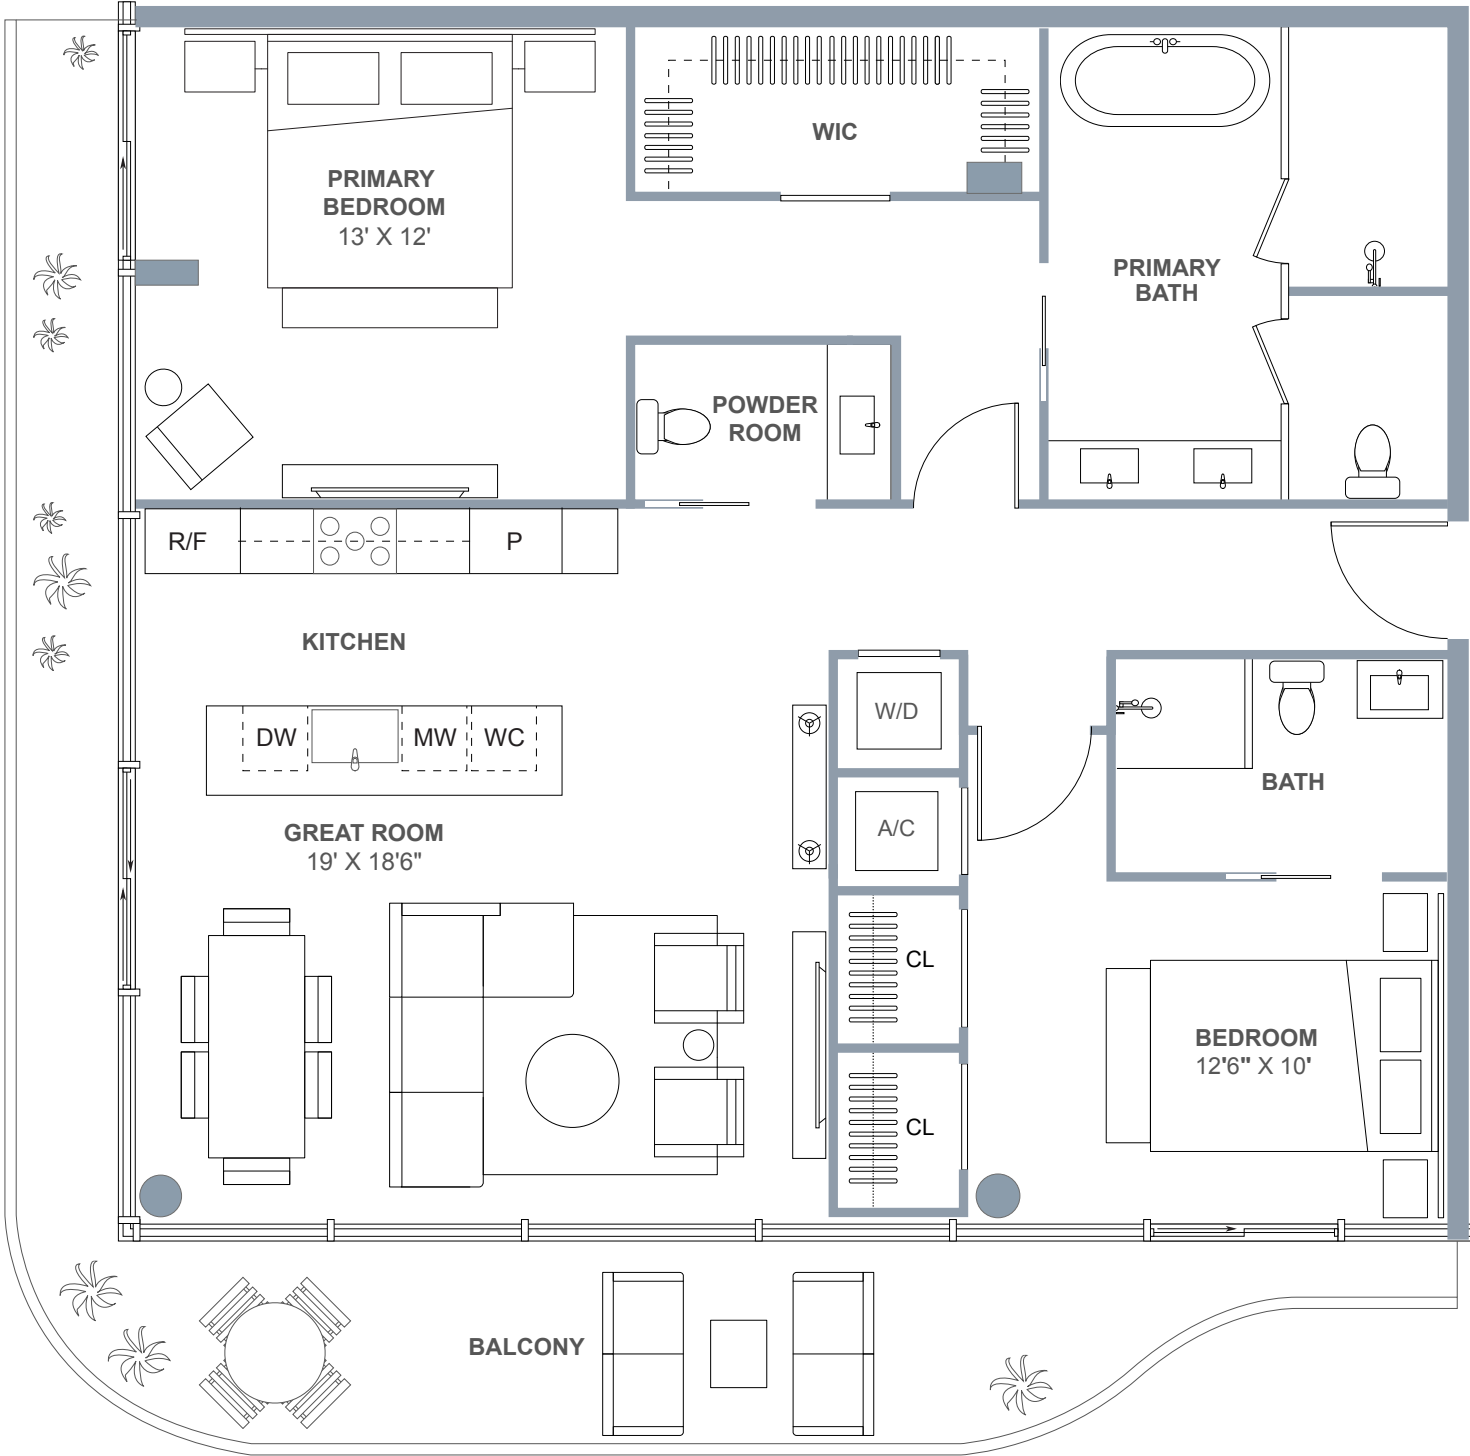 WIC
PRIMARY
BEDROOM
13' X 12'
PRIMARY
BATH
POWDER
ROOM
R/F
P
KITCHEN
W/D
DW
MW
WC
BATH
GREAT ROOM
19' X 18'6"
A/C
CL
BEDROOM
12'6" X 10'
CL
BALCONY